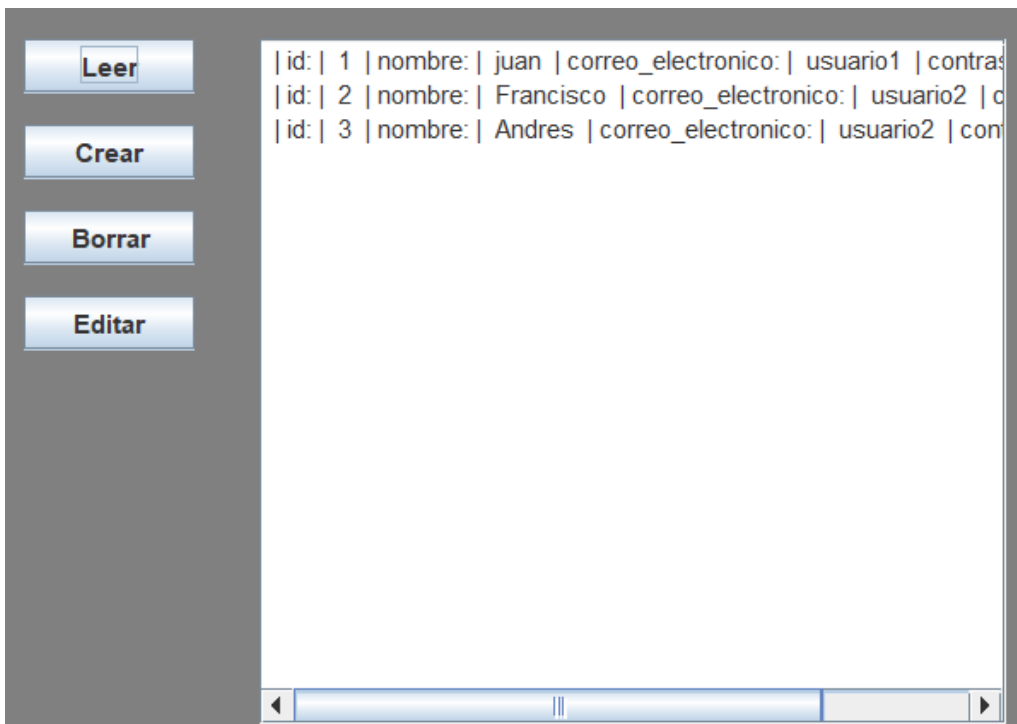 Leer
Crear
Borrar
Editar
| id: | 1 | nombre: | juan | correo_electronico: | usuario1 |
| id: | 2 | nombre: | Francisco | correo_electronico: | usuario2 |
| id: | 3 | nombre: | Andres | correo_electronico: | usuario2 |